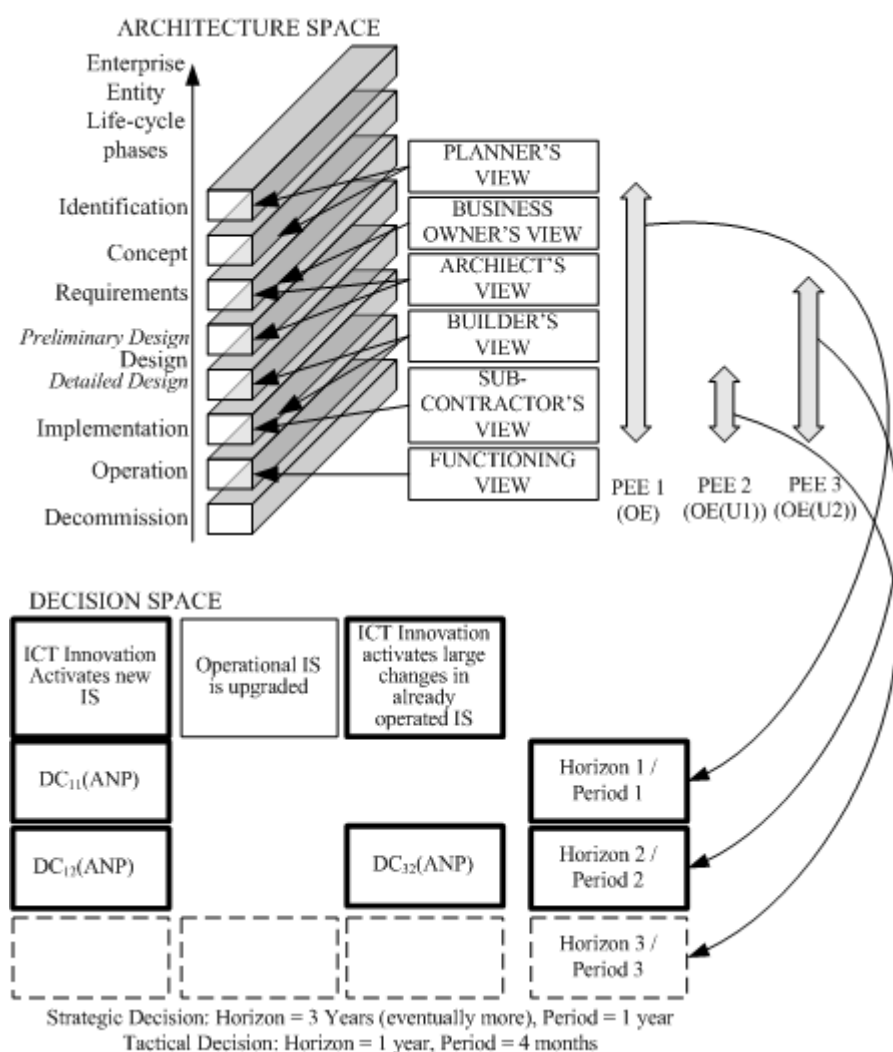 ARCHITECTURE SPACE
Enterprise
Entity
Life-cycle
phases
Identification
Concept
Requirements
Preliminary Design
Design
Detailed Design
Implementation
Operation
Decommission
PLANNER'S
VIEW
BUSINESS
OWNER'S VIEW
ARCHIECT'S
VIEW
BUILDER'S
VIEW
SUB-
CONTRACTOR'S
VIEW
FUNCTIONING
VIEW
PEE 1
(OE)
PEE 2
(OE(U1))
PEE 3
(OE(U2))
DECISION SPACE
ICT Innovation
Activates new
IS
Operational IS
is upgraded
ICT Innovation
activates large
changes in
already
operated IS
DC₁₁(ANP)
Horizon 1 /
Period 1
DC₁₂(ANP)
DC₃₂(ANP)
Horizon 2 /
Period 2
Horizon 3 /
Period 3
Strategic Decision: Horizon = 3 Years (eventually more), Period = 1 year
Tactical Decision: Horizon = 1 year, Period = 4 months